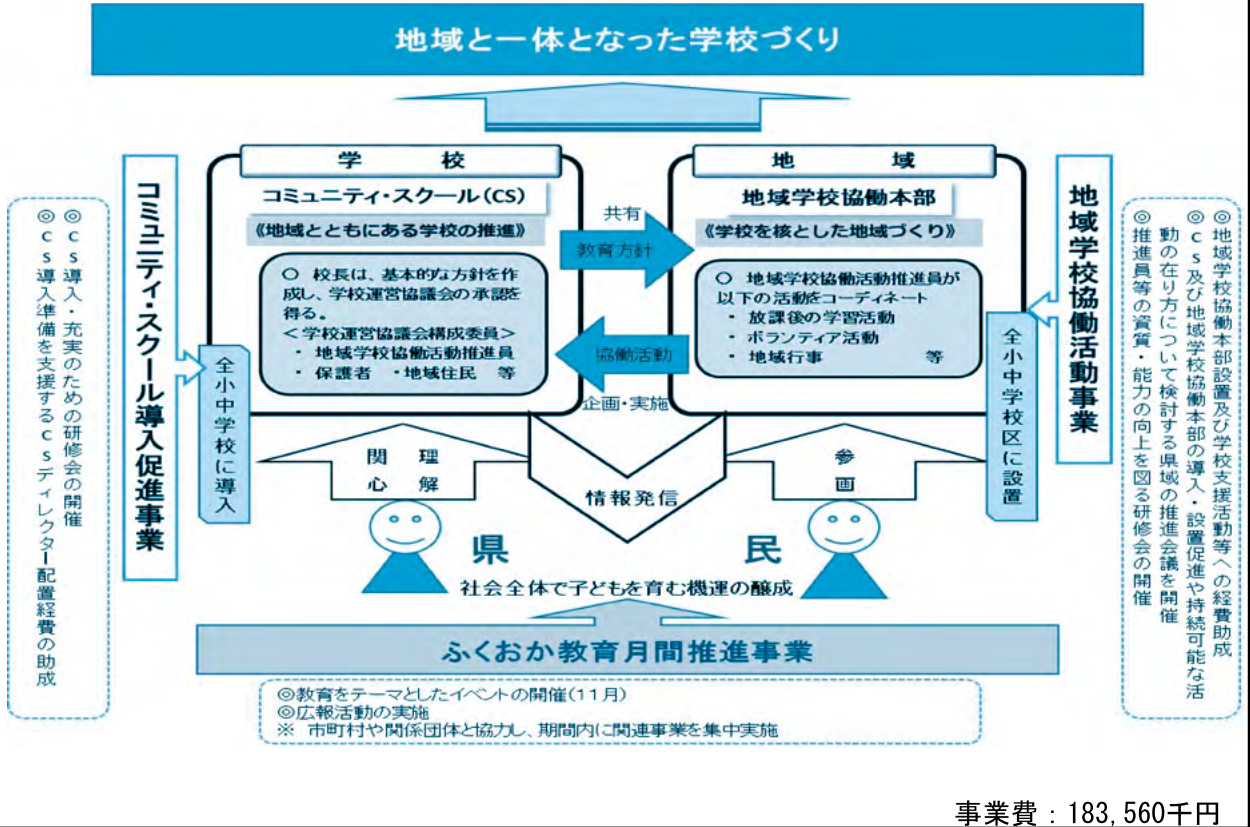 地域と一体となった学校づくり
学校
コミュニティ・スクール(CS)
《地域とともにある学校の推進》
○ 校長は、基本的な方針を作
成し、学校運営協議会の承認を
得る。
<学校運営協議会構成委員>
・ 地域学校協働活動推進員
・ 保護者 ・地域住民 等
共有
教育方針
協働活動
企画・実施
地域
地域学校協働本部
《学校を核とした地域づくり》
○ 地域学校協働活動推進員が
以下の活動をコーディネート
・ 放課後の学習活動
・ ボランティア活動
・ 地域行事 等
コミュニティ・スクール導入促進事業
◎cs導入・充実のための研修会の開催
◎cs導入準備を支援するcsディレクター配置経費の助成
全小中学校に導入
地域学校協働活動事業
◎地域学校協働本部設置及び学校支援活動等への経費助成
◎cs及び地域学校協働本部の導入・設置促進や持続可能な活
動の在り方について検討する県域の推進会議を開催
◎推進員等の資質・能力の向上を図る研修会の開催
全小中学校区に設置
関理
心解
情報発信
参
画
県民
社会全体で子どもを育む機運の醸成
ふくおか教育月間推進事業
◎教育をテーマとしたイベントの開催(11月)
◎広報活動の実施
※ 市町村や関係団体と協力し、期間内に関連事業を集中実施
事業費：183,560千円